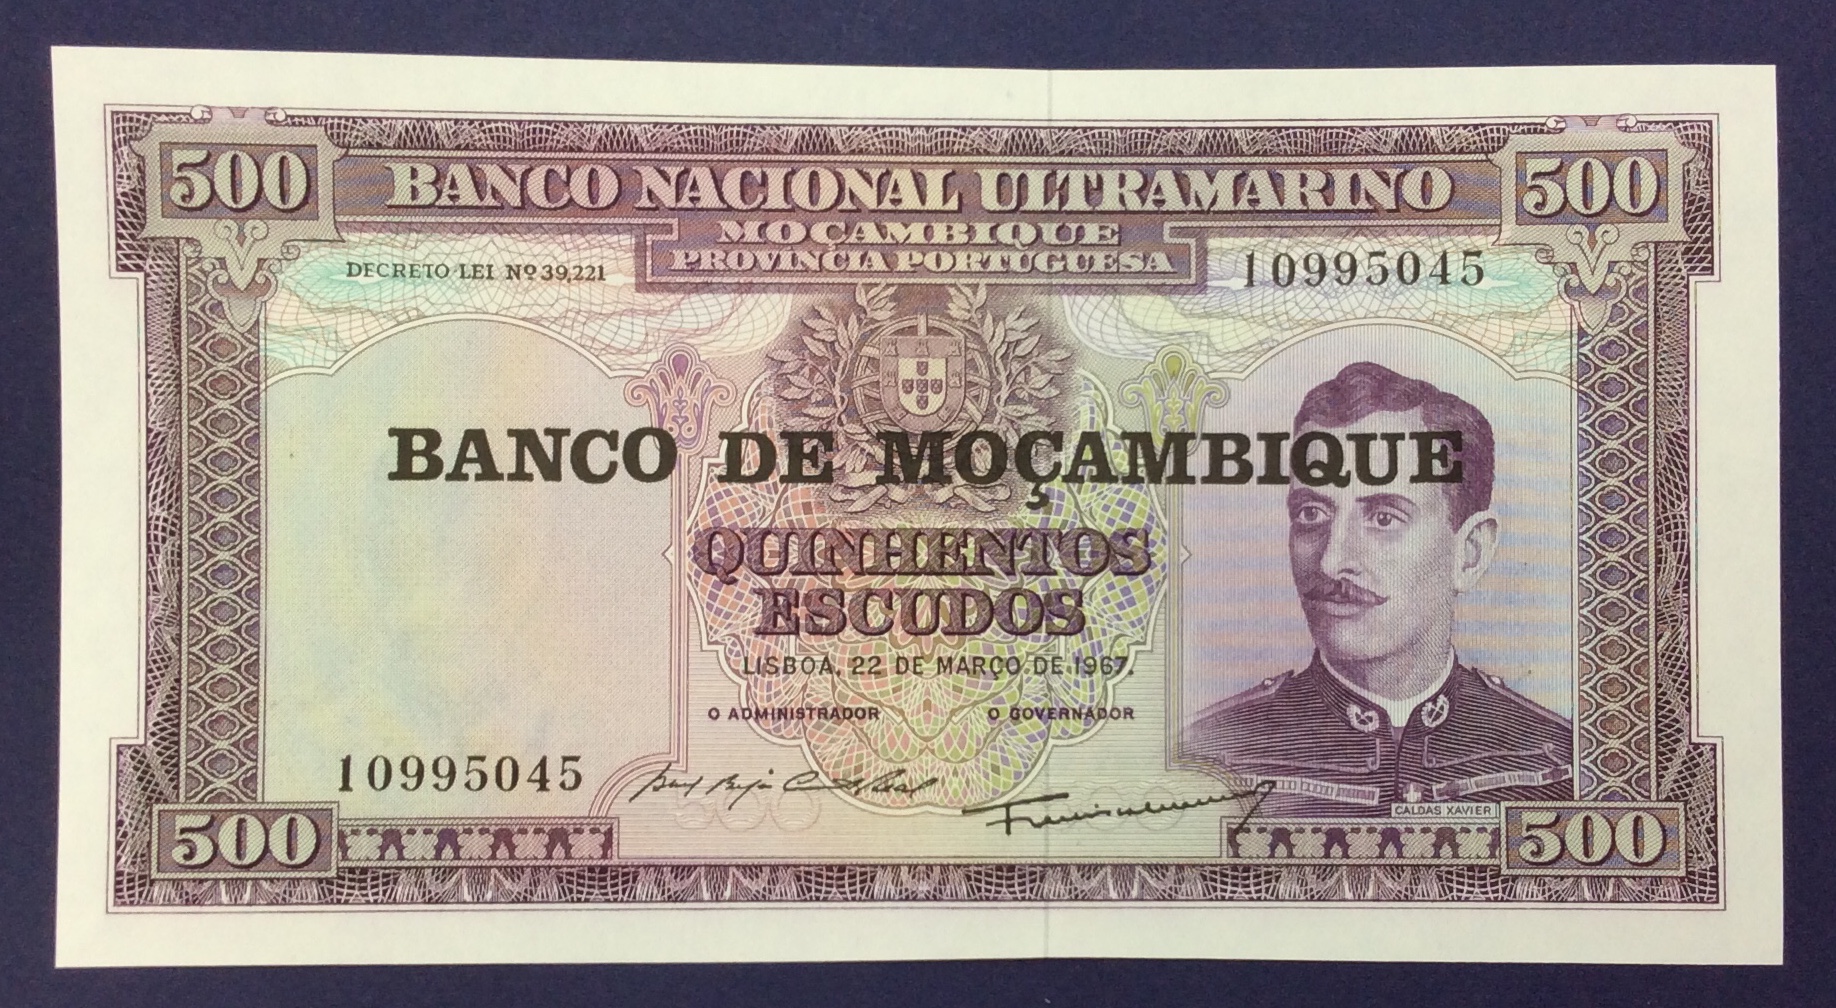 500 BANCO NACIONAL ULTRAMARINO 500
MOÇAMBIQUE
PROVINCIA PORTUGUESA
DECRETO LEI Nº 39,221
10995045
BANCO DE MOÇAMBIQUE
QUINHENTOS
ESCUDOS
LISBOA, 22 DE MARÇO DE 1967.
O ADMINISTRADOR O GOVERNADOR
10995045
CALDAS XAVIER
500 500